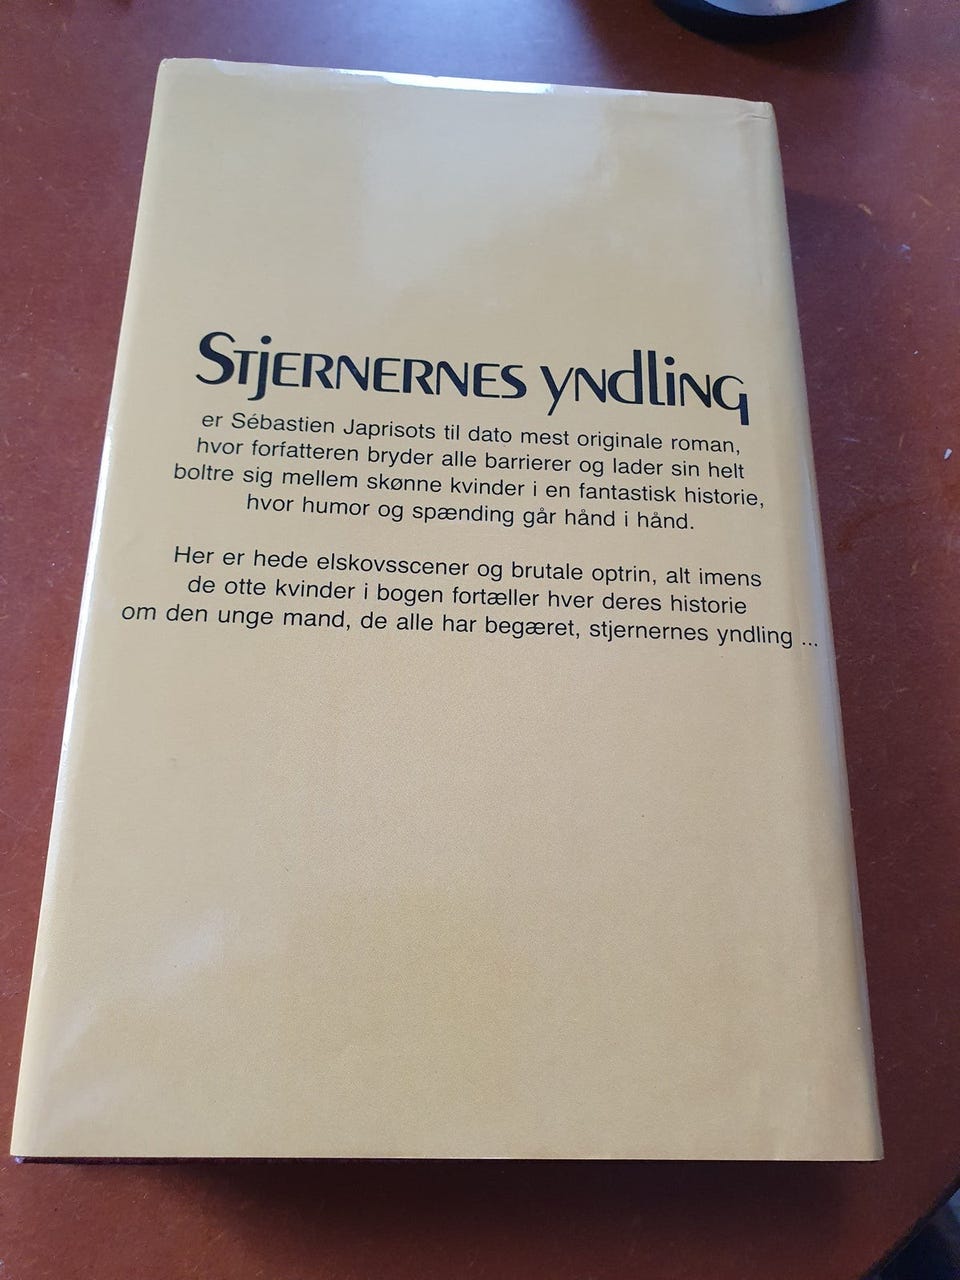 Stjernernes yndling
er Sébastien Japrisots til dato mest originale roman,
hvor forfatteren bryder alle barrierer og lader sin helt
boltre sig mellem skønne kvinder i en fantastisk historie,
hvor humor og spænding går hånd i hånd.
Her er hede elskovsscener og brutale optrin, alt imens
de otte kvinder i bogen fortæller hver deres historie
om den unge mand, de alle har begæret, stjernernes yndling ...